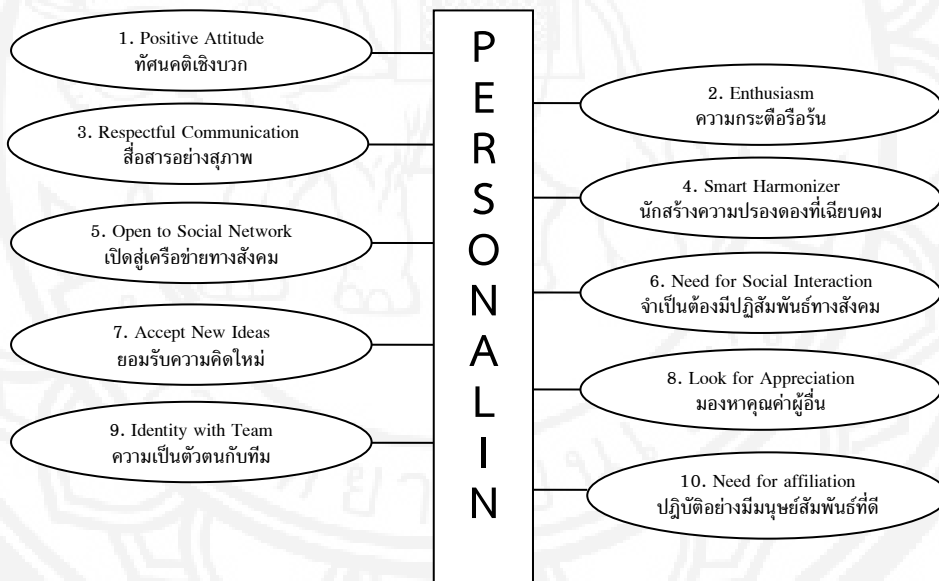 1. Positive Attitude
ทัศนคติเชิงบวก
2. Enthusiasm
ความกระตือรือร้น
3. Respectful Communication
สื่อสารอย่างสุภาพ
4. Smart Harmonizer
นักสร้างความปรองดองที่เฉียบคม
5. Open to Social Network
เปิดสู่เครือข่ายทางสังคม
6. Need for Social Interaction
จำเป็นต้องมีปฏิสัมพันธ์ทางสังคม
7. Accept New Ideas
ยอมรับความคิดใหม่
8. Look for Appreciation
มองหาคุณค่าผู้อื่น
9. Identity with Team
ความเป็นตัวตนกับทีม
10. Need for affiliation
ปฎิบัติอย่างมีมนุษย์สัมพันธ์ที่ดี
P
E
R
S
O
N
A
L
I
N